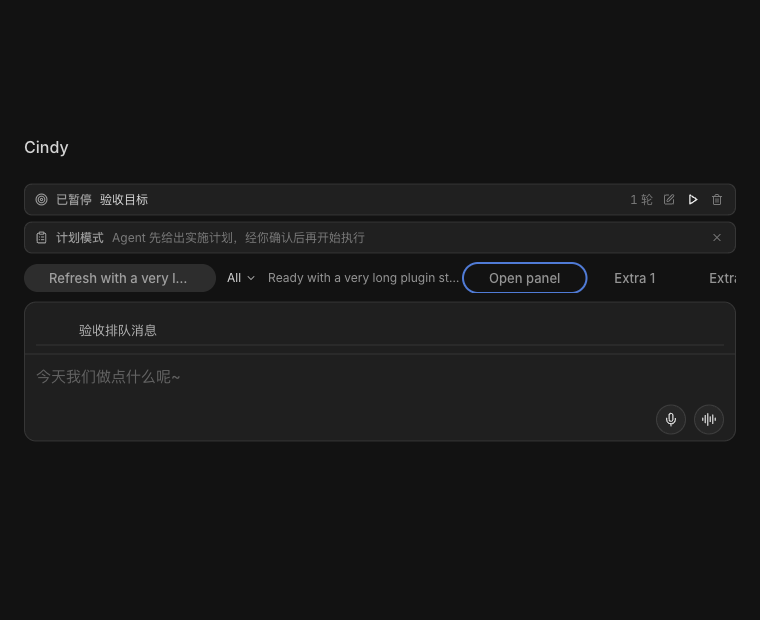 Cindy
已暂停 验收目标 1 轮
计划模式 Agent 先给出实施计划，经你确认后再开始执行
Refresh with a very l... All Ready with a very long plugin st... Open panel Extra 1 Extra
验收排队消息
今天我们做点什么呢~